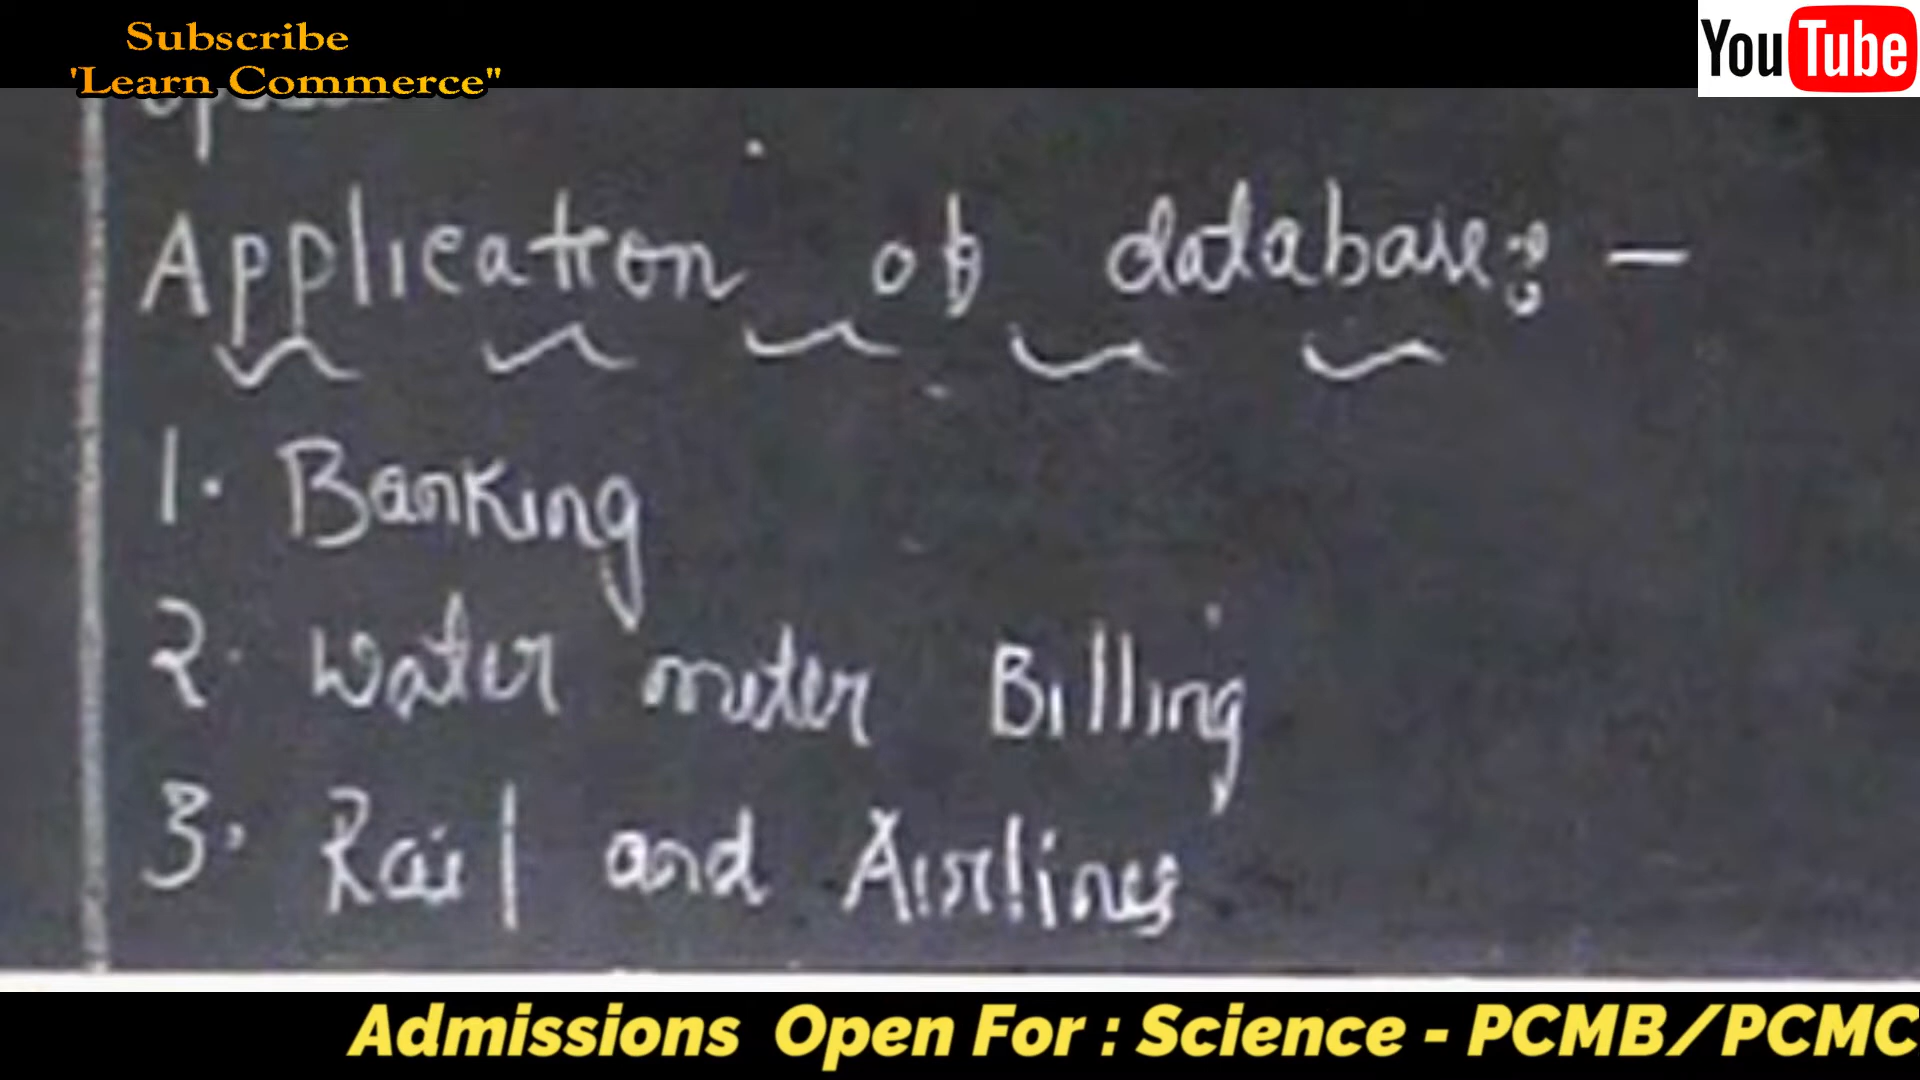 Subscribe
'Learn Commerce"
YouTube
Application of database:-
1. Banking
2. Water meter Billing
3. Rail and Airlines
Admissions Open For : Science - PCMB/PCMC